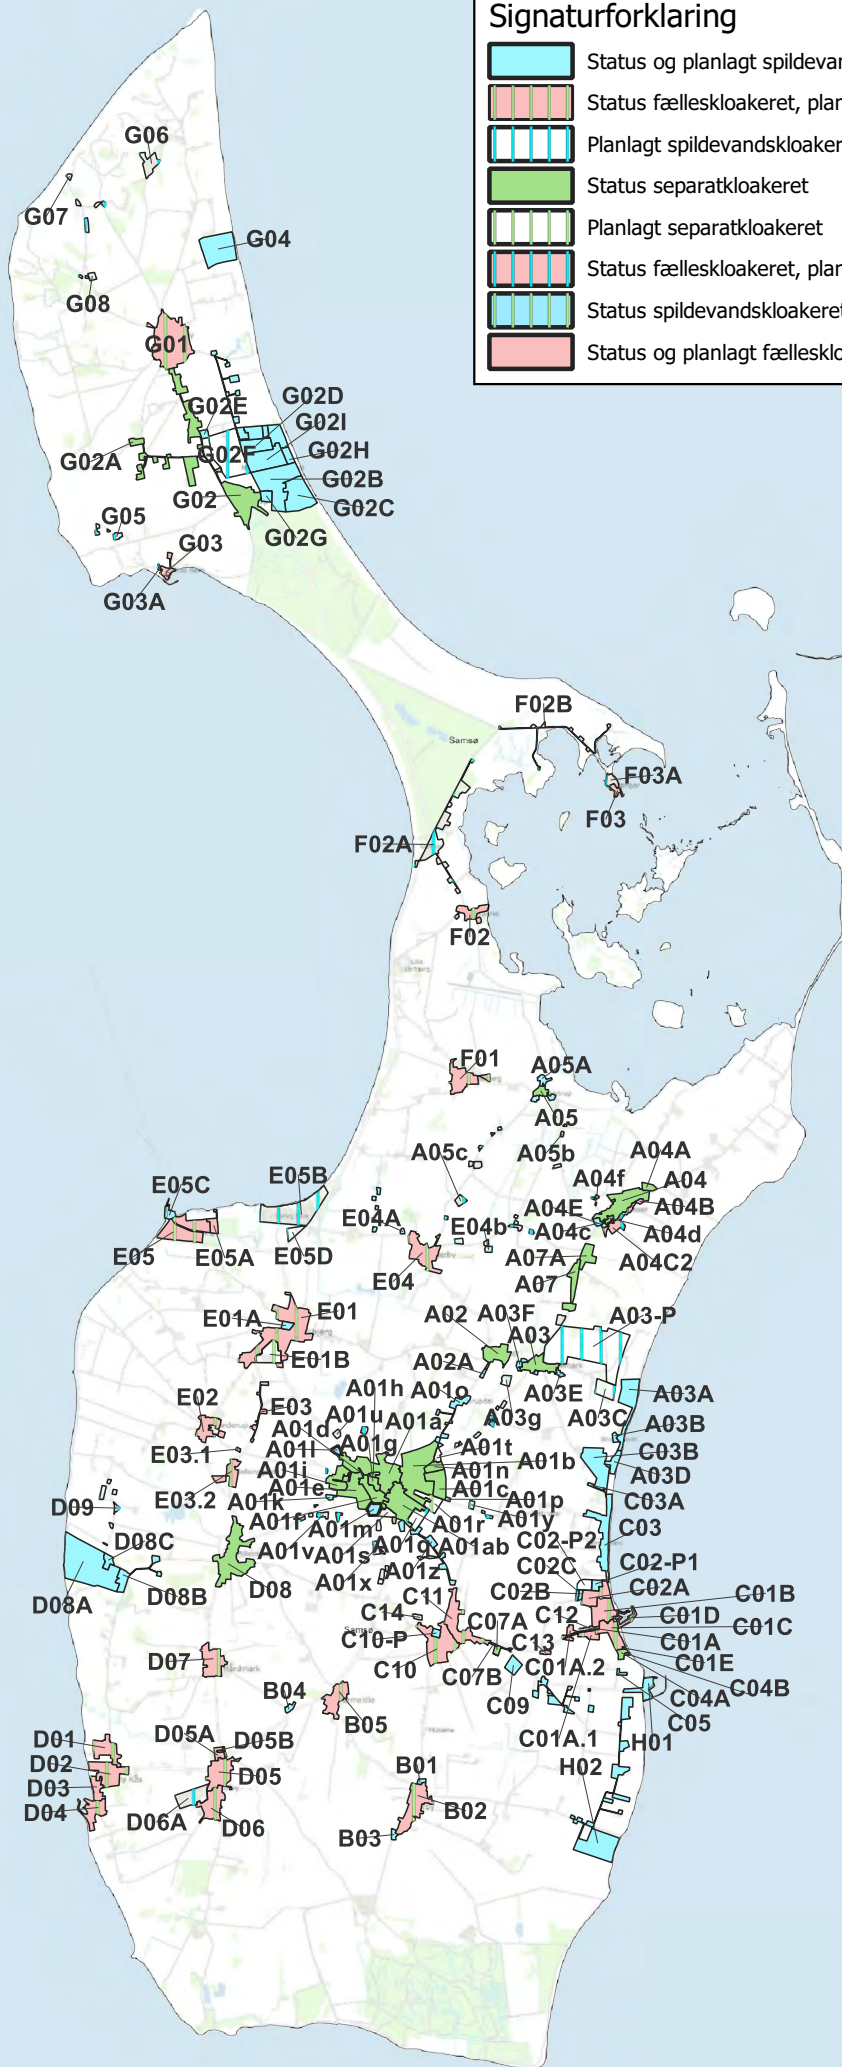 Signaturforklaring
Status og planlagt
Status fælleskloakeret,
Planlagt
Status separatkloakeret
Planlagt separatkloakeret
Status fælleskloakeret,
Status spildevandskloakeret
Status og planlagt
G06
G07
G04
G08
G01
G02D
G02E
G02I
G02H
G02A
G02F
G02B
G02
G02C
G05
G02G
G03
G03A
F02B
Samsø
F03A
F03
F02A
F02
F01
A05A
A05
A05c
A05b
A04A
A04f
A04
E05C
E05B
A04E
A04B
E04A
E04b
A04c
A04d
E05
E05A
E05D
A07A
A04C2
E04
A07
E01A
E01
A02
A03F
A03-P
A03
E01B
A02A
A03E
A01h
A01o
A03A
E02
E03
A01u
A01a
A03g
A03C
A01d
A03B
A01l
A01g
A01t
C03B
E03.1
A01b
A01i
A01n
A03D
E03.2
A01e
A01c
C03A
D09
A01k
A01p
A01f
A01r
A01y
C03
A01m
D08C
A01v
A01s
A01q
A01ab
C02-P2
A01x
A01z
C02C
C02-P1
D08A
D08B
D08
C11
C02B
C02A
C01B
C14
C07A
C12
C01D
Samsø
C10-P
C13
C01C
C10
C07B
C01A
C01A.2
C01E
D07
C09
C04A
C04B
B04
B05
C05
C01A.1
H01
D01
D05A
D05B
H02
D02
D05
B01
D03
B02
D04
D06A
D06
B03